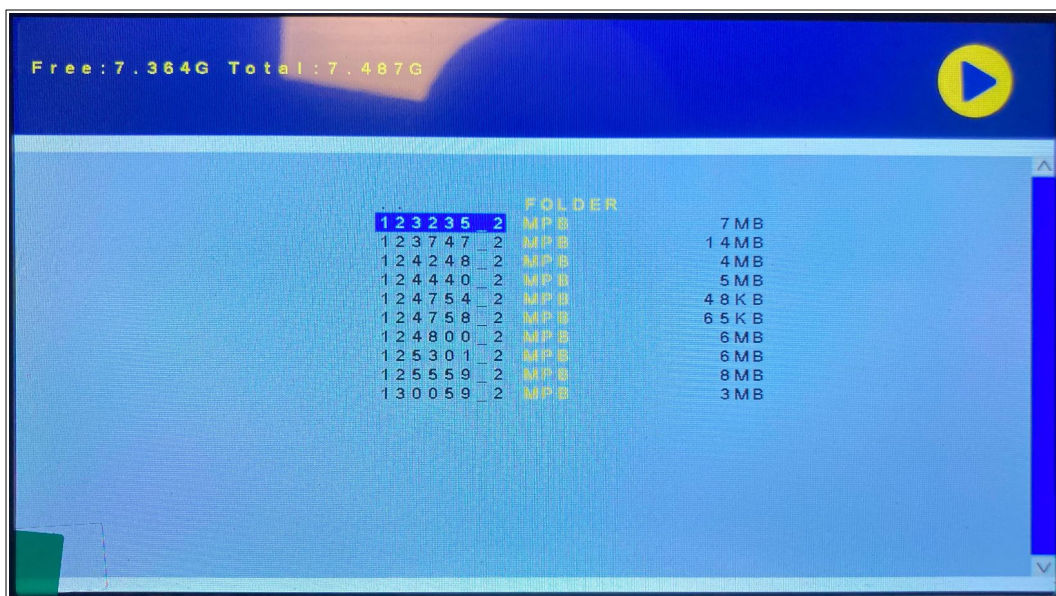 Free:7.364G Total:7.487G
.. FOLDER
123235_2 MPB 7MB
123747_2 MPB 14MB
124248_2 MPB 4MB
124440_2 MPB 5MB
124754_2 MPB 48KB
124758_2 MPB 65KB
124800_2 MPB 6MB
125301_2 MPB 6MB
125559_2 MPB 8MB
130059_2 MPB 3MB